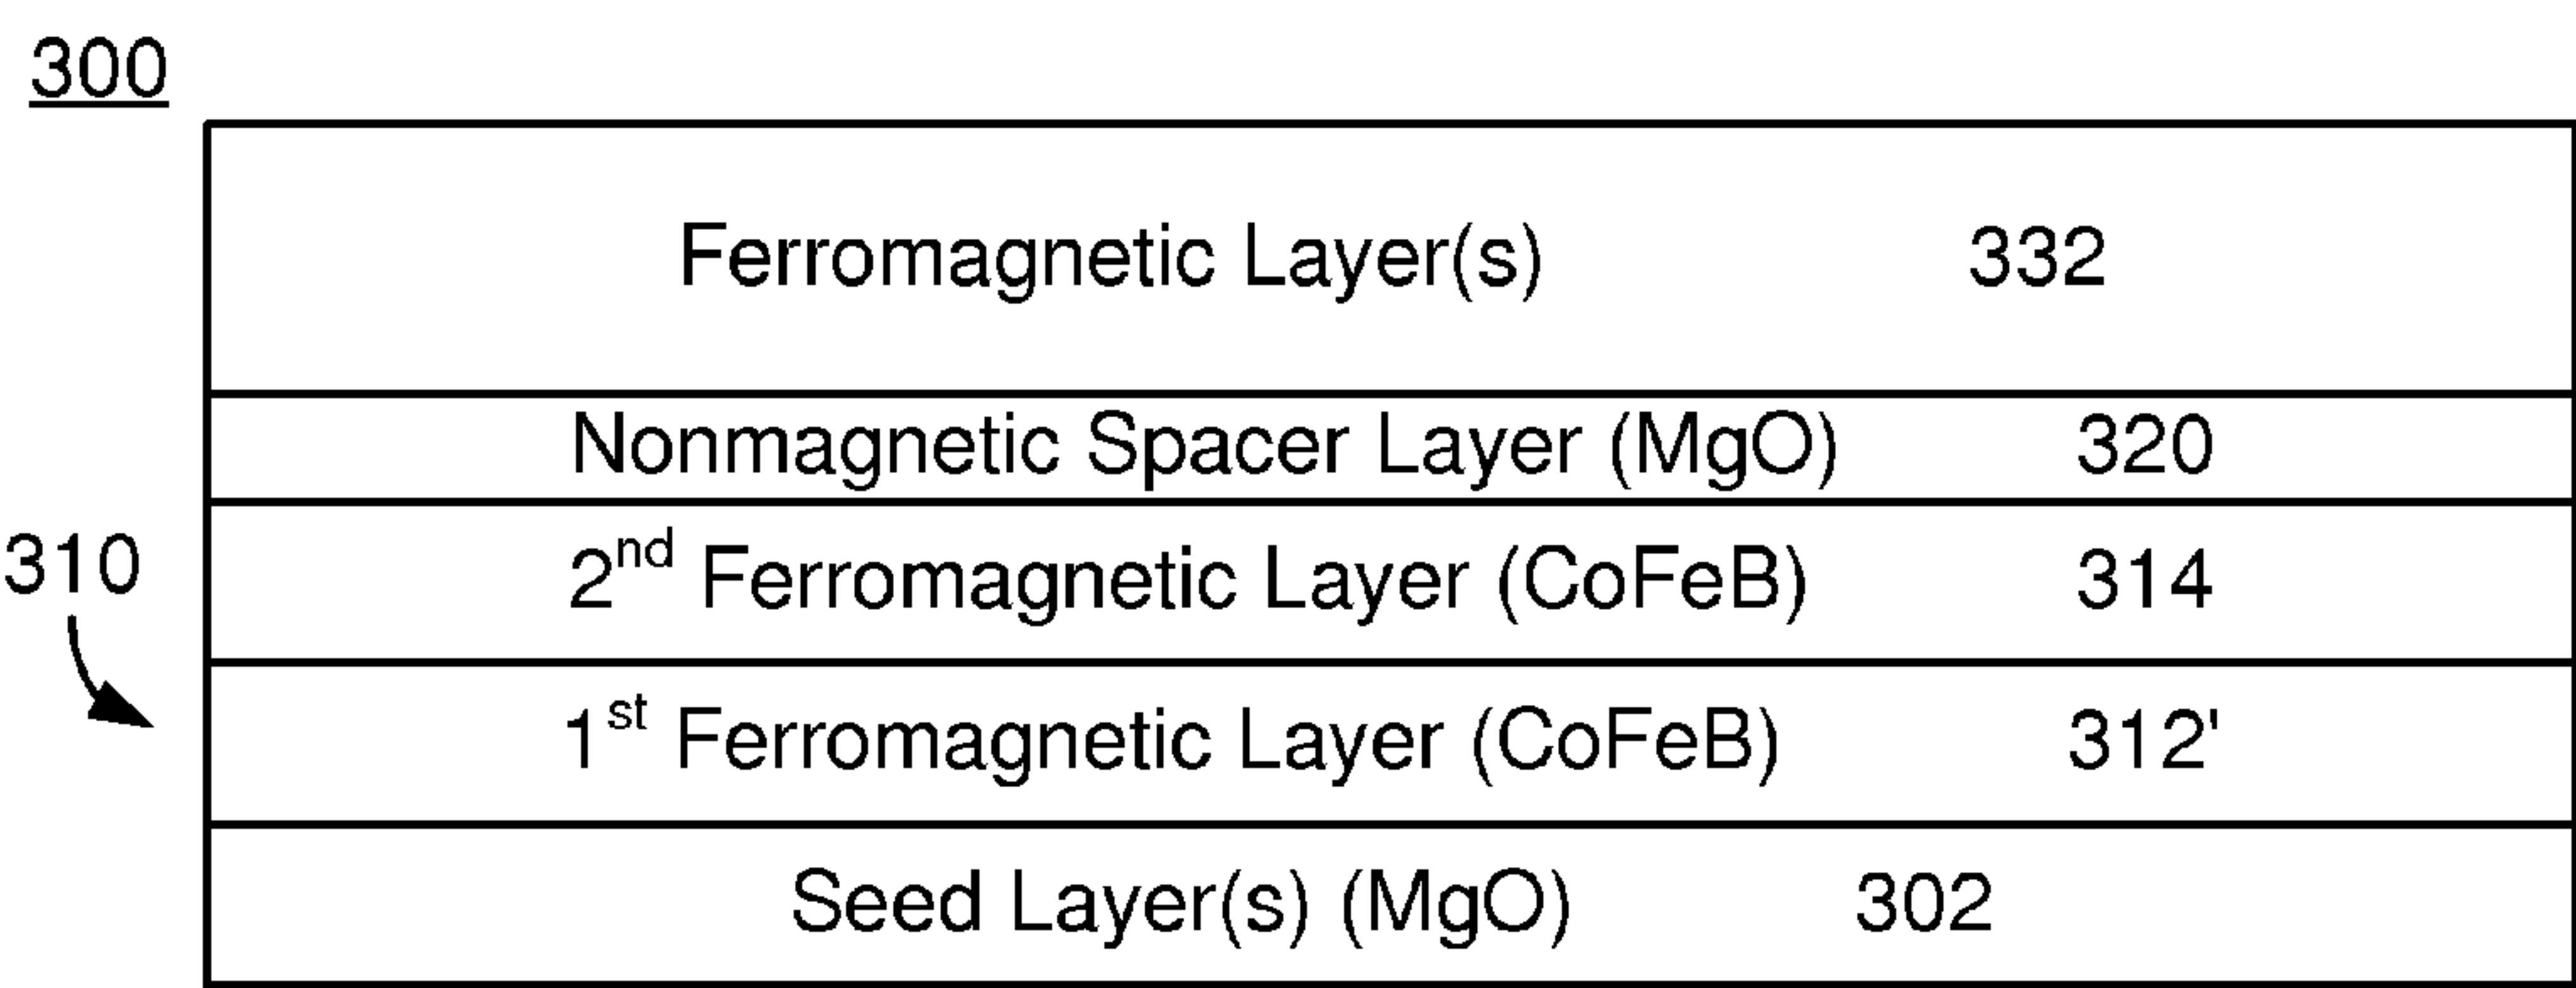 300
Ferromagnetic Layer(s) 332
Nonmagnetic Spacer Layer (MgO) 320
310
2nd Ferromagnetic Layer (CoFeB) 314
1st Ferromagnetic Layer (CoFeB) 312'
Seed Layer(s) (MgO) 302